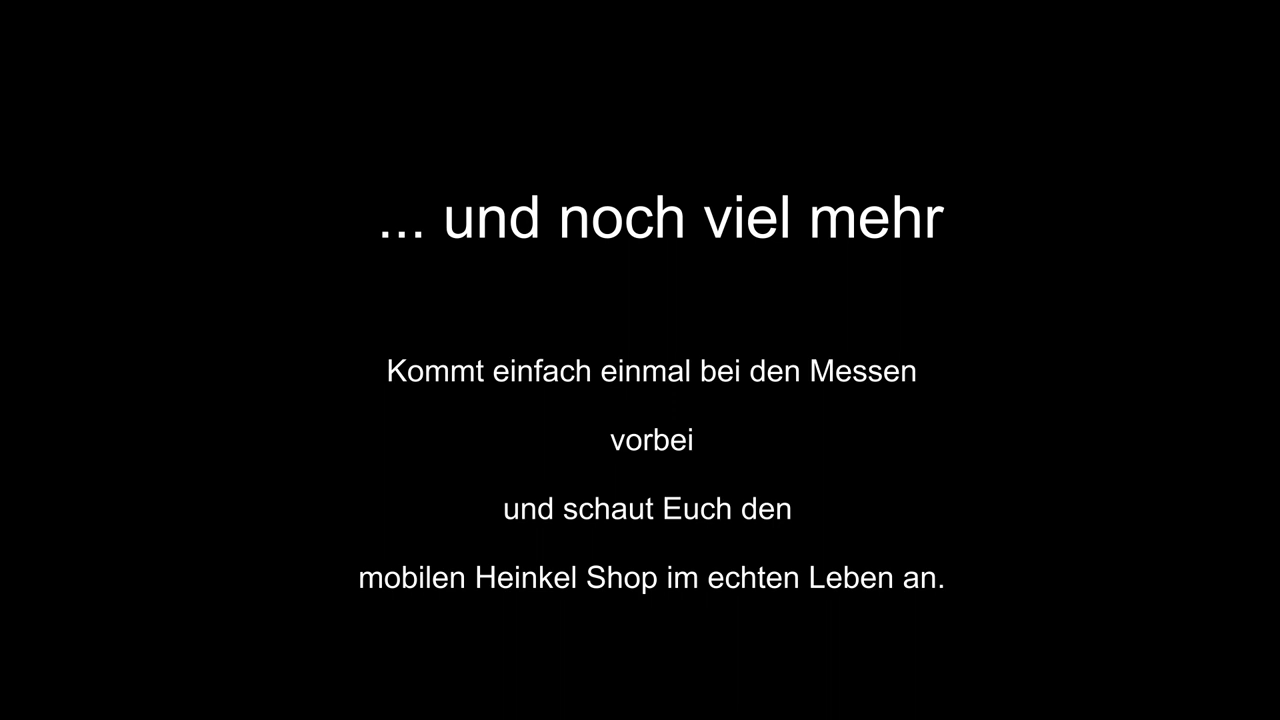 ... und noch viel mehr
Kommt einfach einmal bei den Messen
vorbei
und schaut Euch den
mobilen Heinkel Shop im echten Leben an.